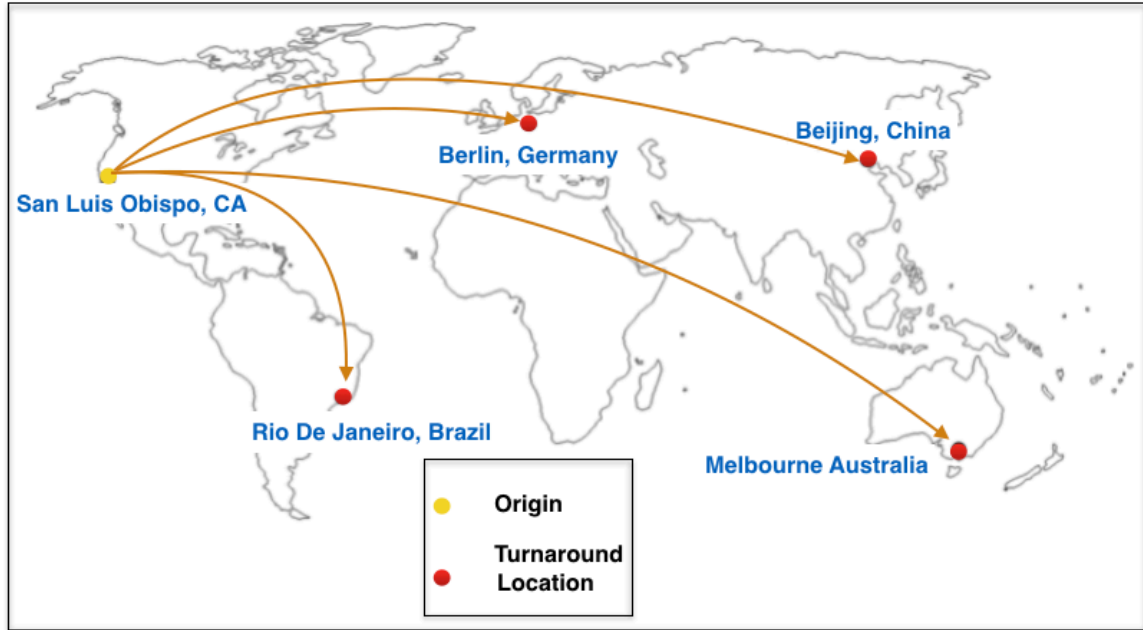 Beijing, China
Berlin, Germany
San Luis Obispo, CA
Rio De Janeiro, Brazil
Melbourne Australia
Origin
Turnaround
Location